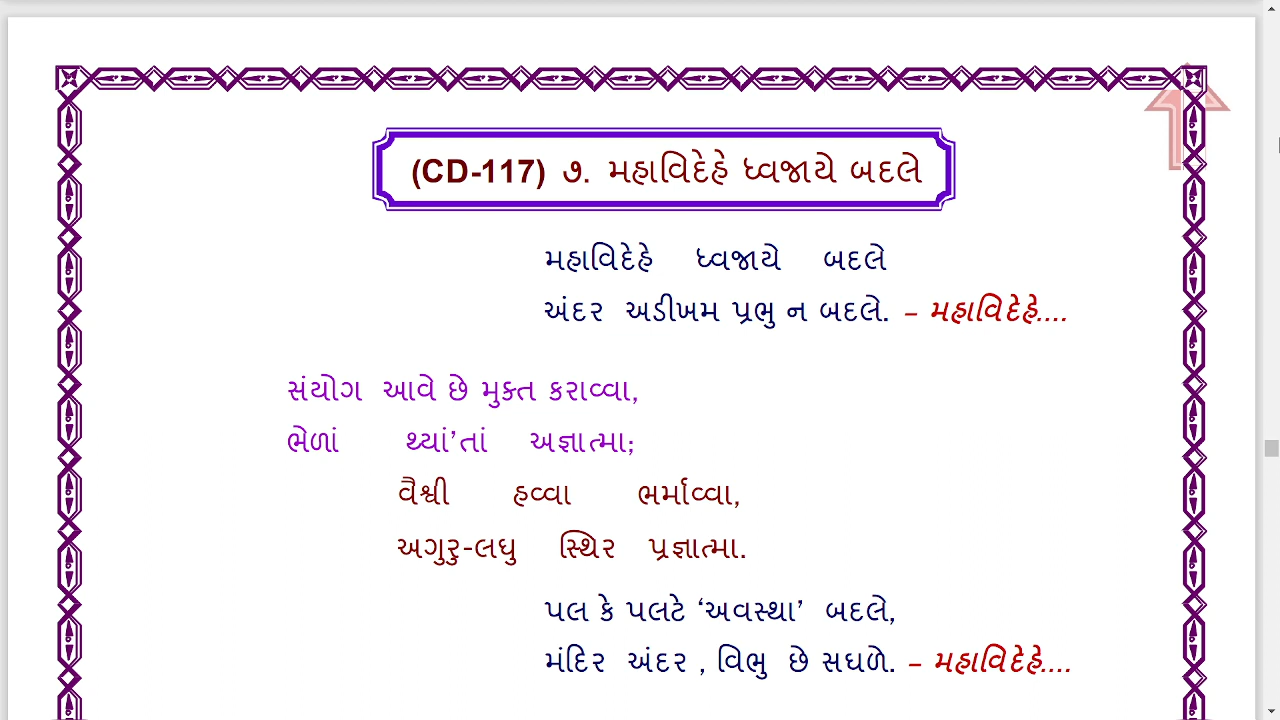 (CD-117) ૭. મહાવિદેહે ધ્વજાયે બદલે
મહાવિદેહે ધ્વજાયે બદલે
અંદર અડીખમ પ્રભુ ન બદલે. – મહાવિદેહે....
સંયોગ આવે છે મુક્ત કરાવ્વા,
ભેળાં થ્યાં’તાં અજ્ઞાત્મા;
વૈશ્વી હવ્વા ભર્માવ્વા,
અગુરુ-લઘુ સ્થિર પ્રજ્ઞાત્મા.
પલ કે પલટે ‘અવસ્થા’ બદલે,
મંદિર અંદર , વિભુ છે સઘળે. – મહાવિદેહે....